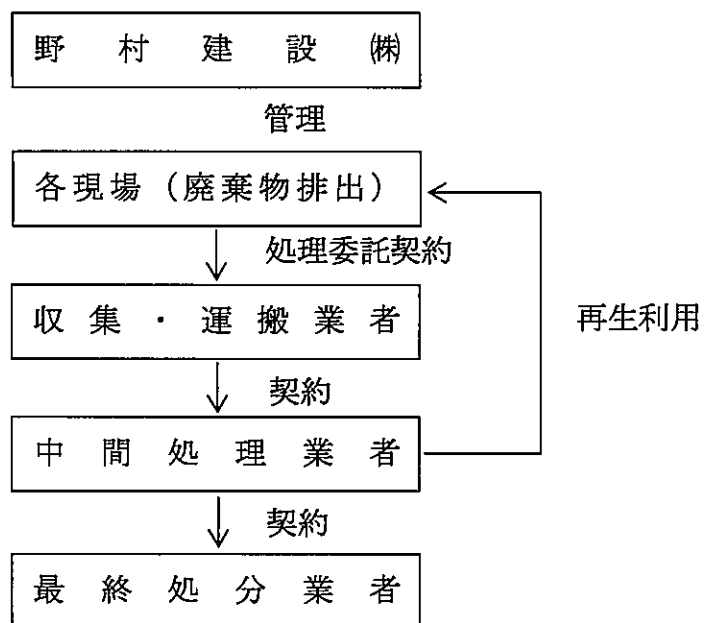 野村建設㈱
管理
各現場（廃棄物排出）
処理委託契約
収集・運搬業者
再生利用
契約
中間処理業者
契約
最終処分業者